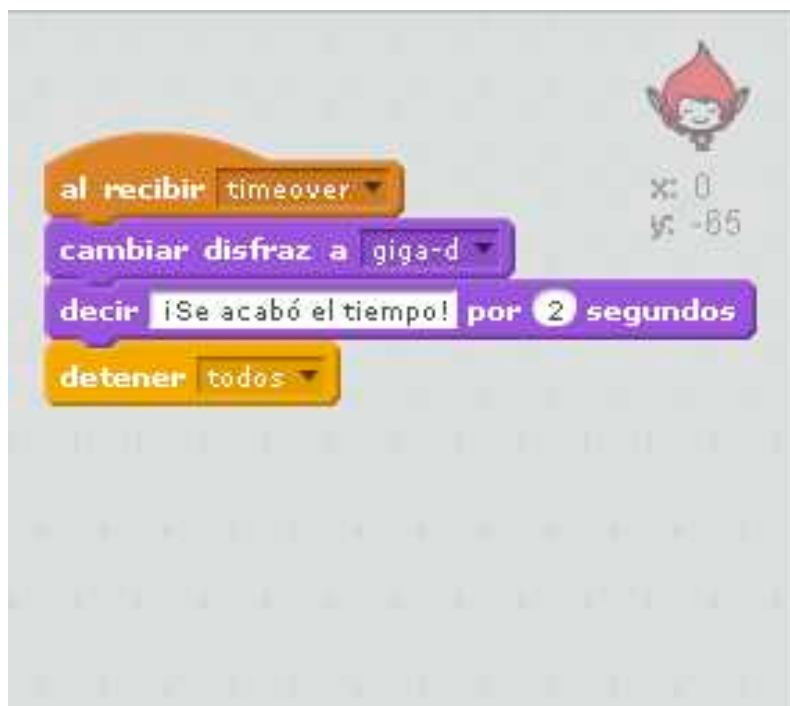 al recibir timeover
x: 0
y: -65
cambiar disfraz a giga-d
decir ¡Se acabó el tiempo! por 2 segundos
detener todos